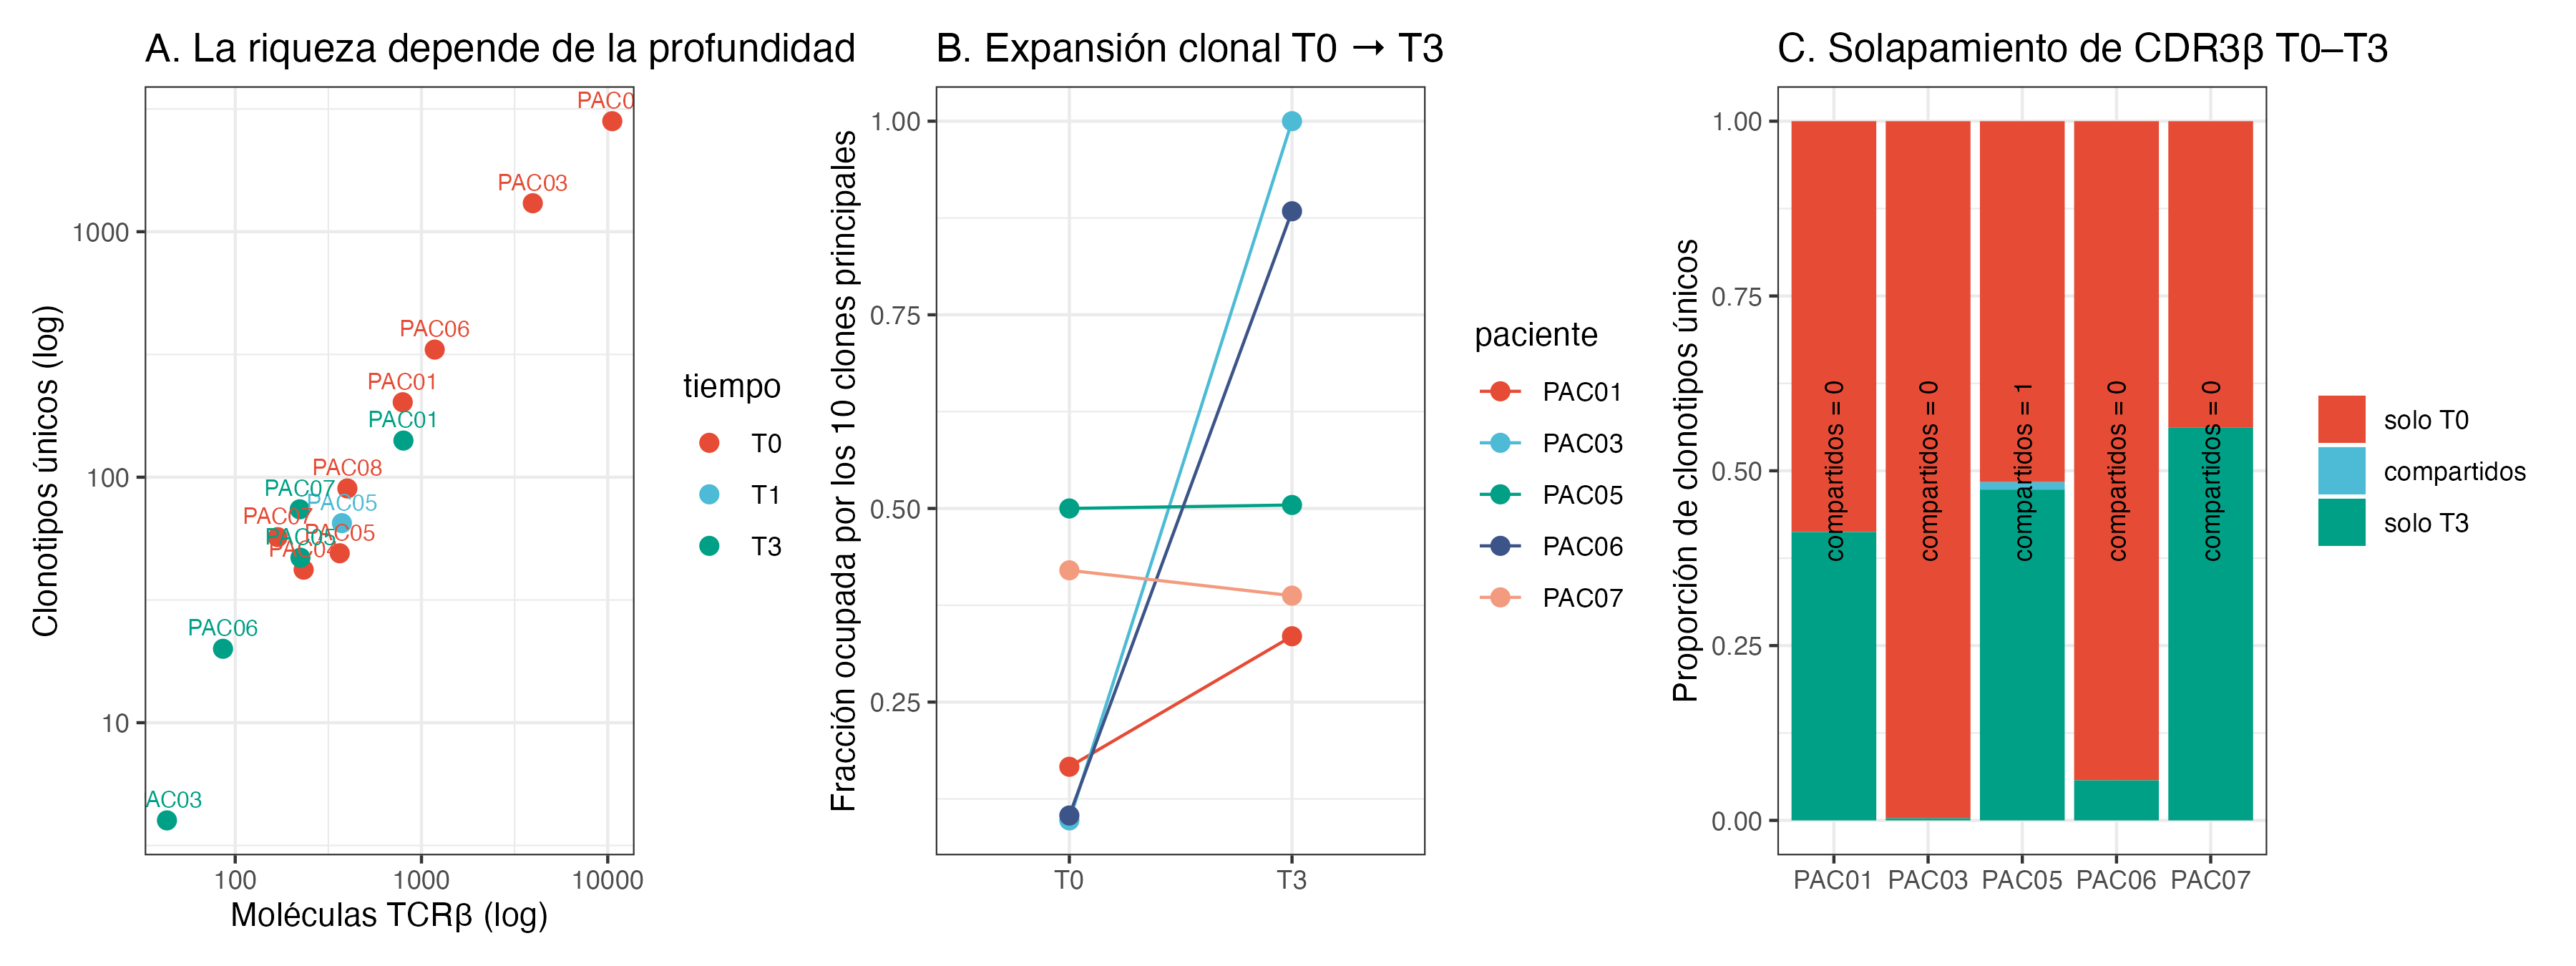 A. La riqueza depende de la profundidad
Clonotipos únicos (log)
1000
100
10
PAC0
PAC03
PAC06
PAC01
PAC01
PAC08
PAC07
PAC05
PAC07
PAC05
PAC05
PAC06
AC03
100
1000
10000
Moléculas TCRβ (log)
tiempo
T0
T1
T3
B. Expansión clonal T0 → T3
Fracción ocupada por los 10 clones principales
1.00
0.75
0.50
0.25
T0
T3
paciente
PAC01
PAC03
PAC05
PAC06
PAC07
C. Solapamiento de CDR3β T0–T3
Proporción de clonotipos únicos
1.00
0.75
0.50
0.25
0.00
compartidos = 0
compartidos = 0
compartidos = 1
compartidos = 0
compartidos = 0
PAC01
PAC03
PAC05
PAC06
PAC07
solo T0
compartidos
solo T3